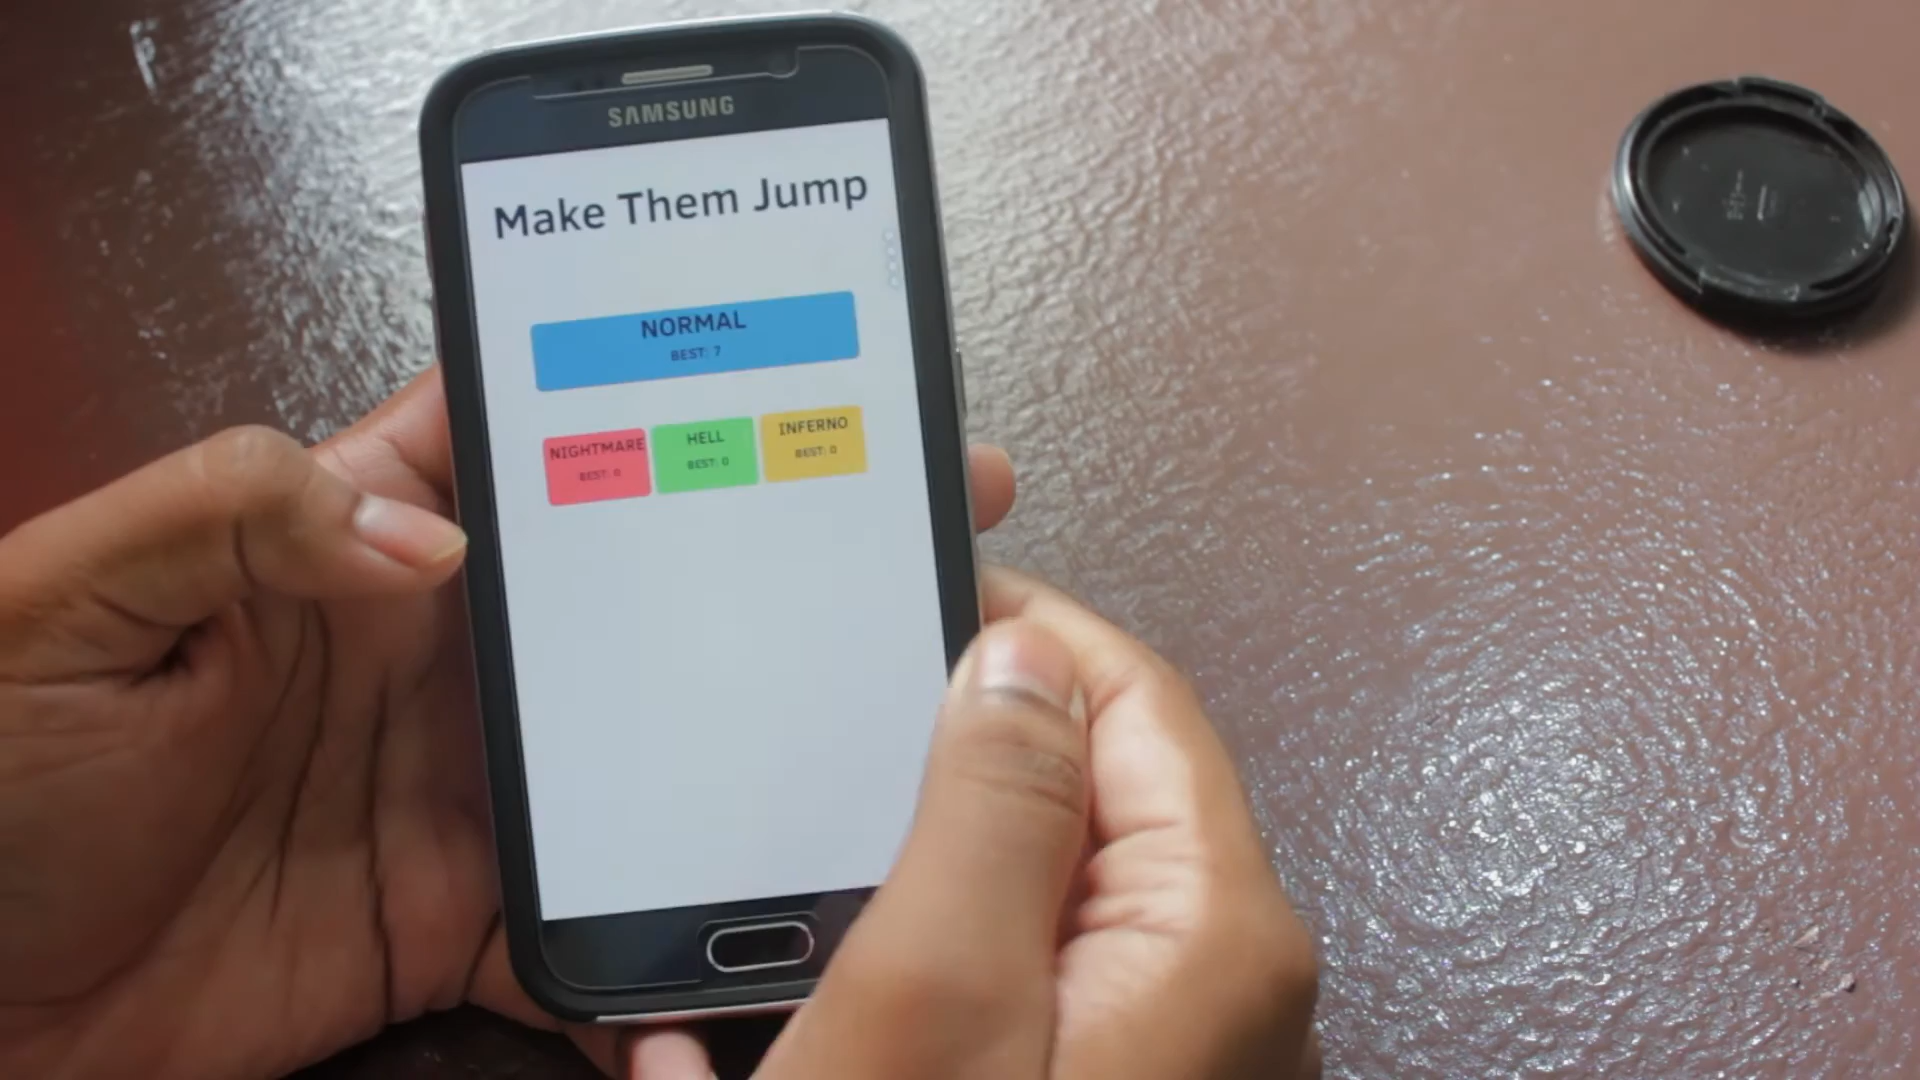 SAMSUNG
Make Them Jump
NORMAL
BEST: 7
NIGHTMARE
BEST: 0
HELL
BEST: 0
INFERNO
BEST: 0